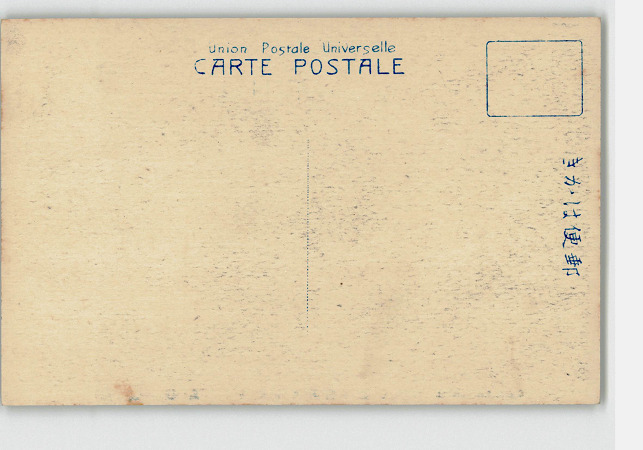 Union Postale Universelle
CARTE POSTALE
きかは便郵